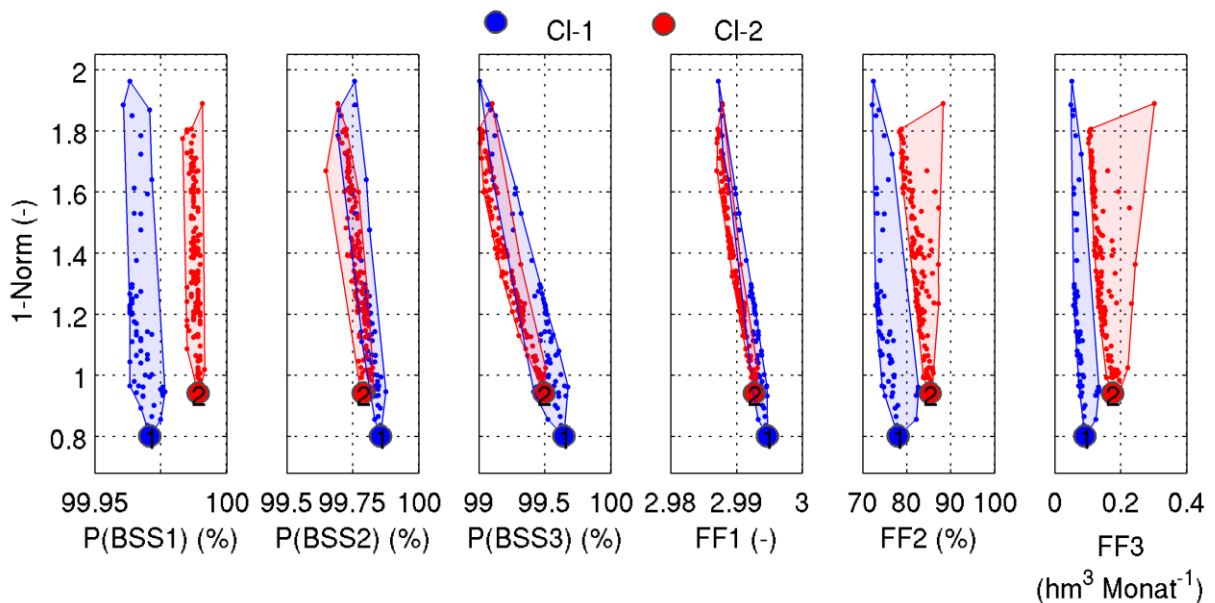 Cl-1 Cl-2
1-Norm (-)
2
1.8
1.6
1.4
1.2
1
0.8
2 2 2 2 2 2
1 1 1 1 1 1
99.95 100 99.5 99.75 100 99 99.5 100 2.98 2.99 3 70 80 90 100 0 0.2 0.4
P(BSS1) (%) P(BSS2) (%) P(BSS3) (%) FF1 (-) FF2 (%) FF3
(hm³ Monat⁻¹)